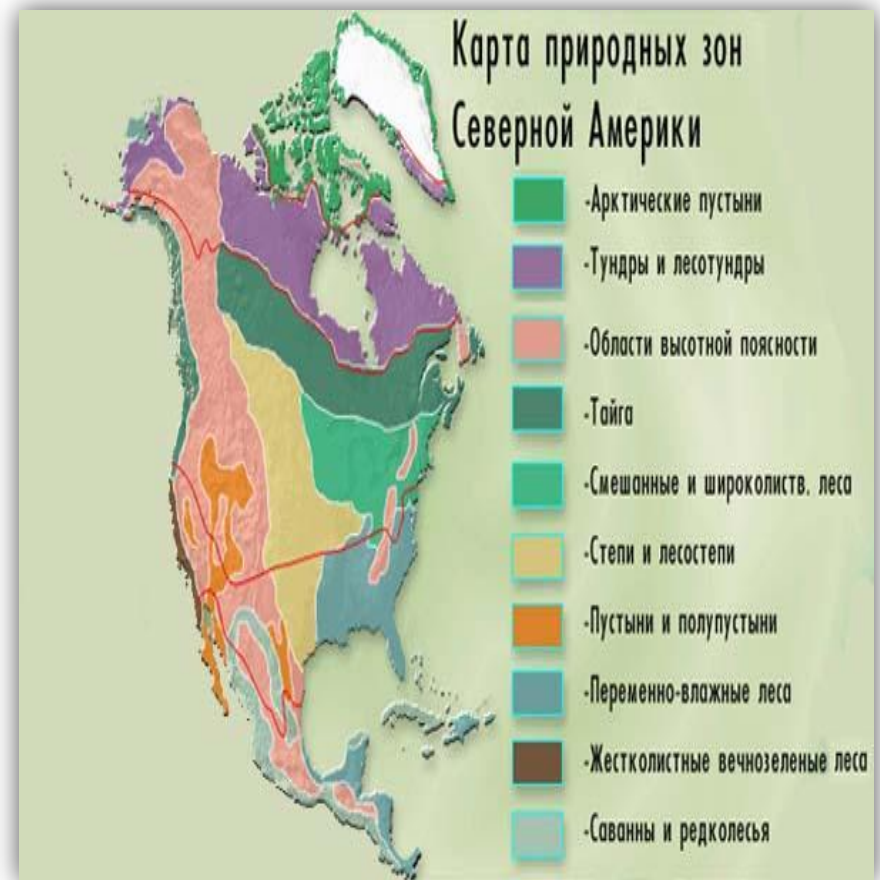 Карта природных зон
Северной Америки
-Арктические пустыни
-Тундры и лесотундры
-Области высотной поясности
-Тайга
-Смешанные и широколиств. леса
-Степи и лесостепи
-Пустыни и полупустыни
-Переменно-влажные леса
-Жестколистные вечнозеленые леса
-Саванны и редколесья